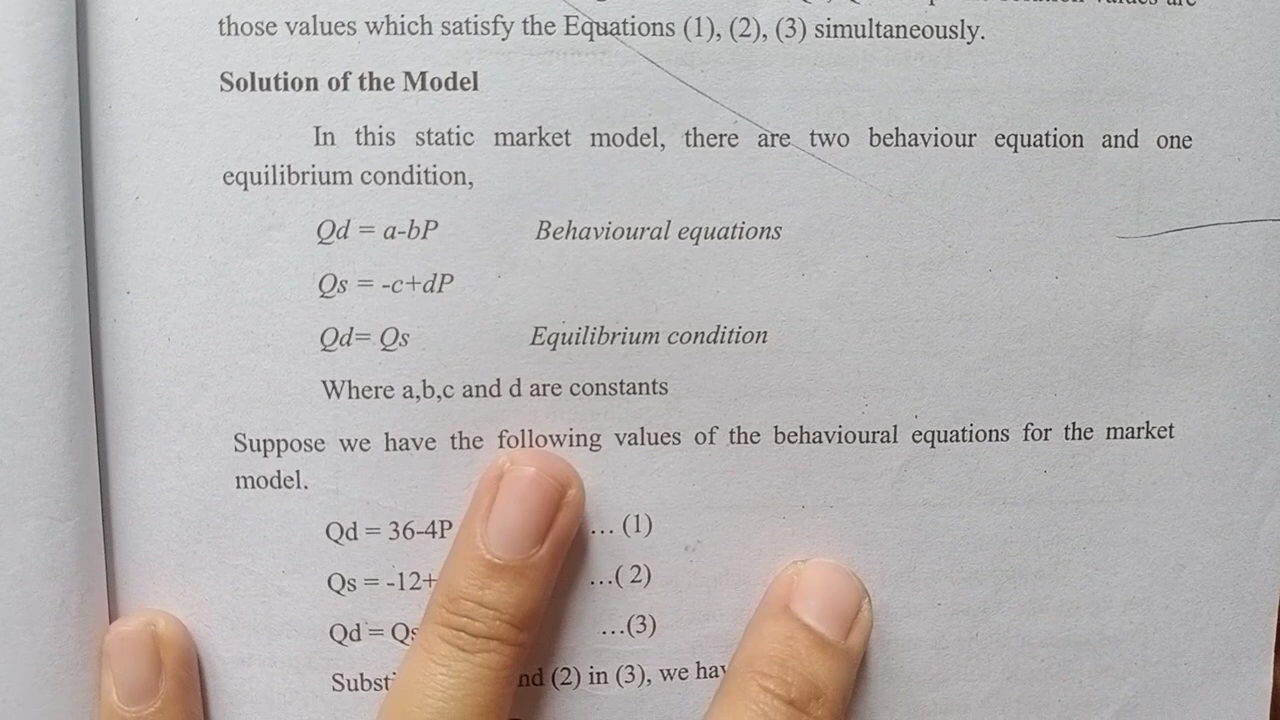 those values which satisfy the Equations (1), (2), (3) simultaneously.
Solution of the Model
In this static market model, there are two behaviour equation and one
equilibrium condition,
Qd = a-bP Behavioural equations
Qs = -c+dP
Qd= Qs Equilibrium condition
Where a,b,c and d are constants
Suppose we have the following values of the behavioural equations for the market
model.
Qd = 36-4P ... (1)
Qs = -12+ ...( 2)
Qd = Qs ...(3)
(2) in (3), we